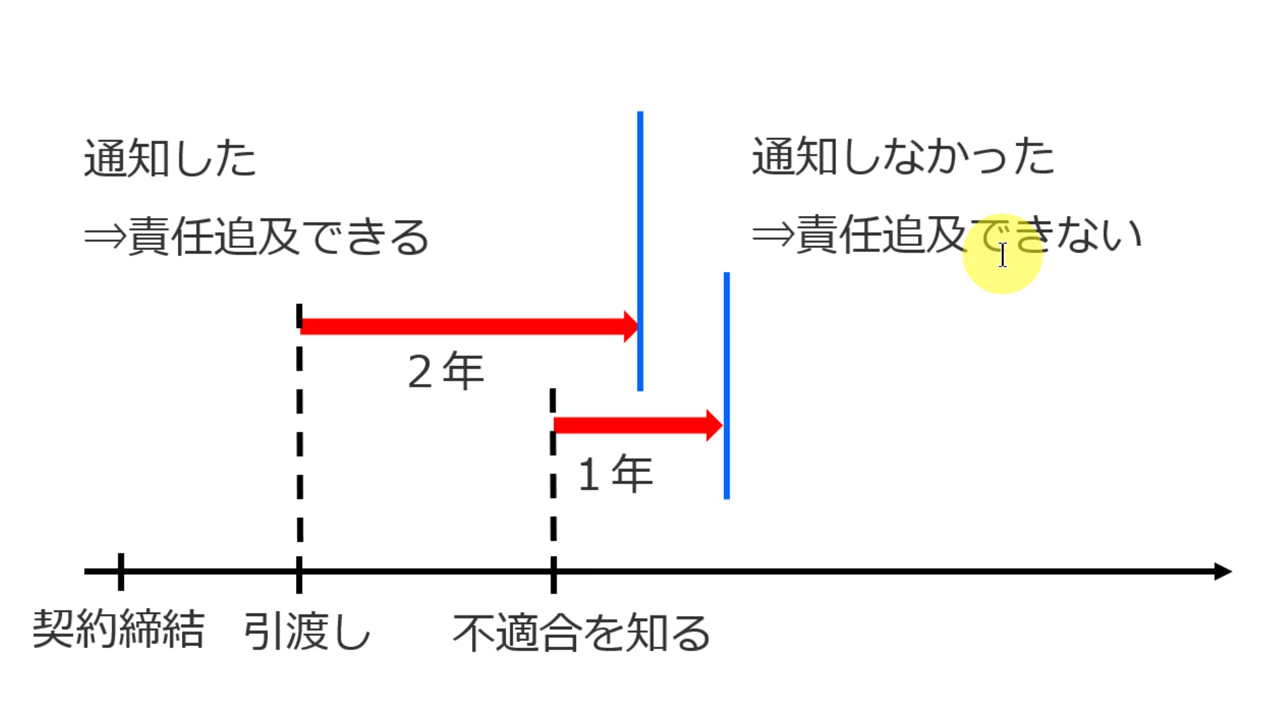 通知した
⇒責任追及できる
通知しなかった
⇒責任追及できない
２年
１年
契約締結
引渡し
不適合を知る